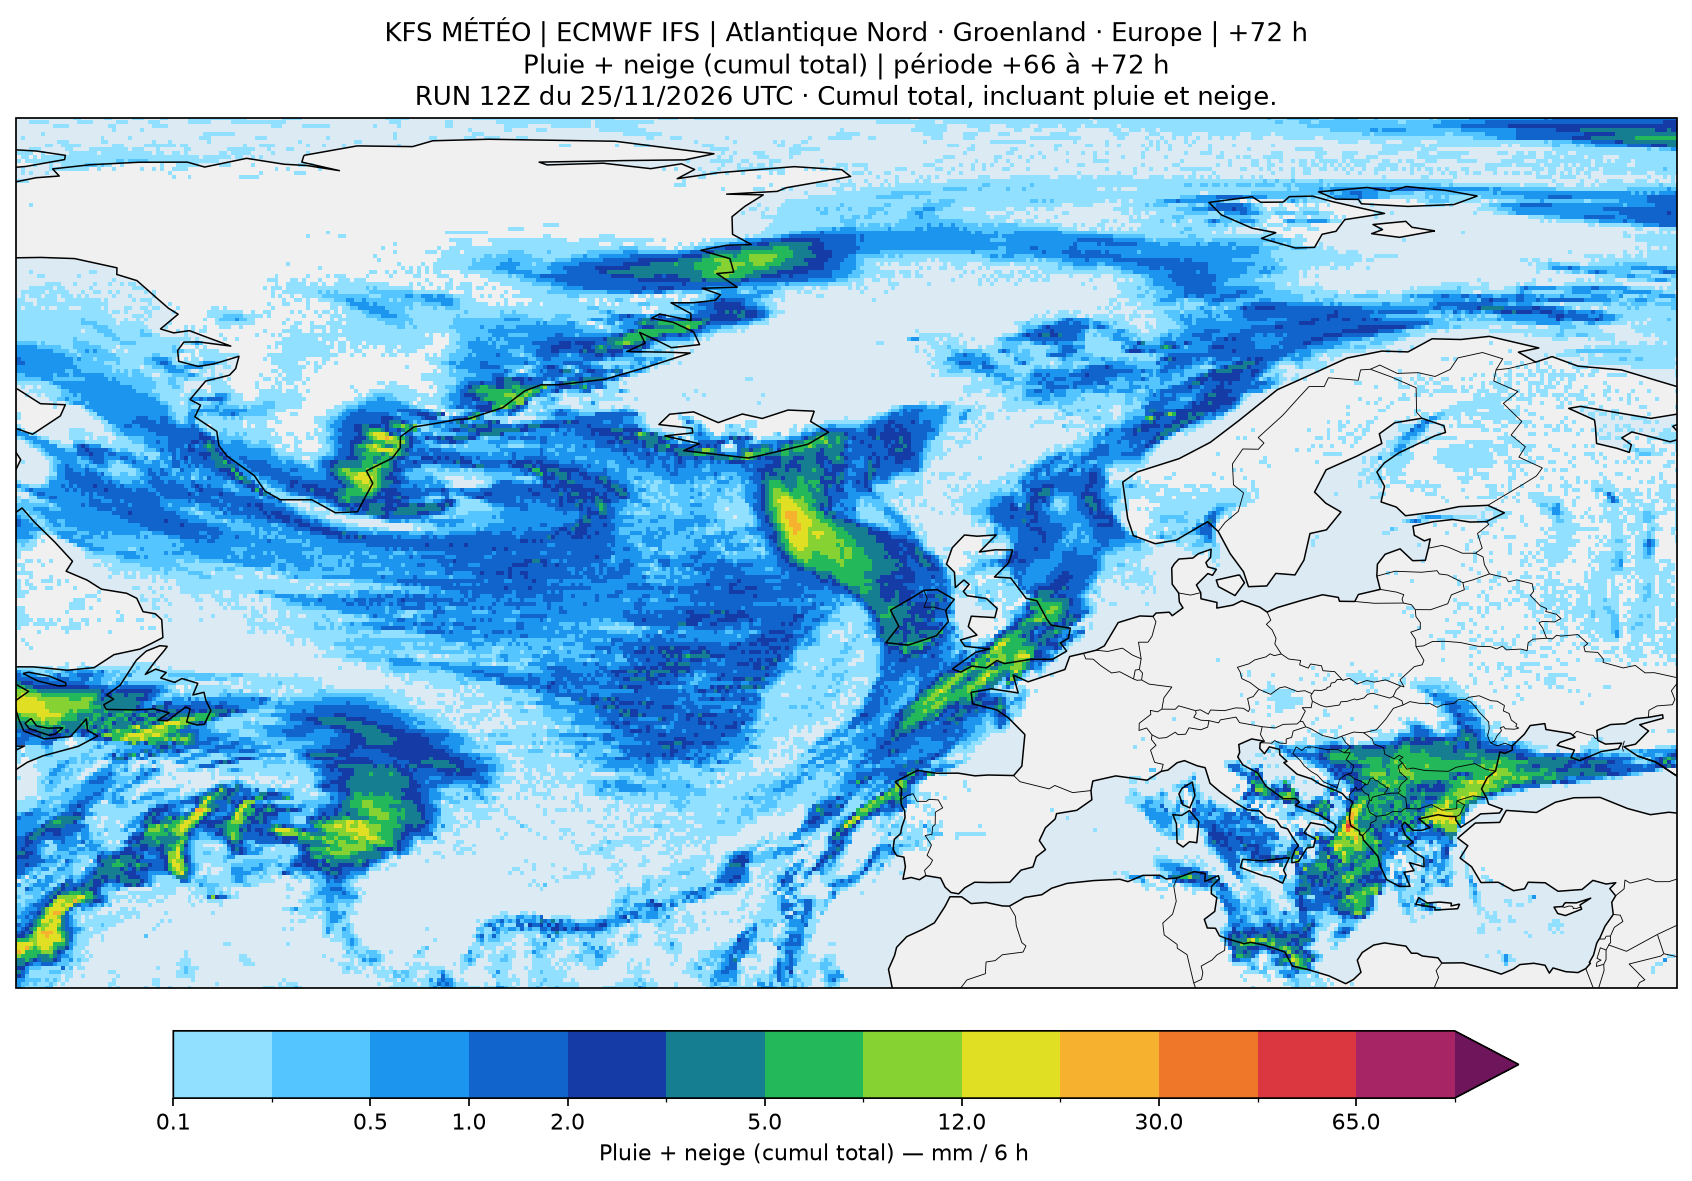 KFS MÉTÉO | ECMWF IFS | Atlantique Nord · Groenland · Europe | +72 h
Pluie + neige (cumul total) | période +66 à +72 h
RUN 12Z du 25/11/2026 UTC · Cumul total, incluant pluie et neige.
0.1 0.5 1.0 2.0 5.0 12.0 30.0 65.0
Pluie + neige (cumul total) — mm / 6 h